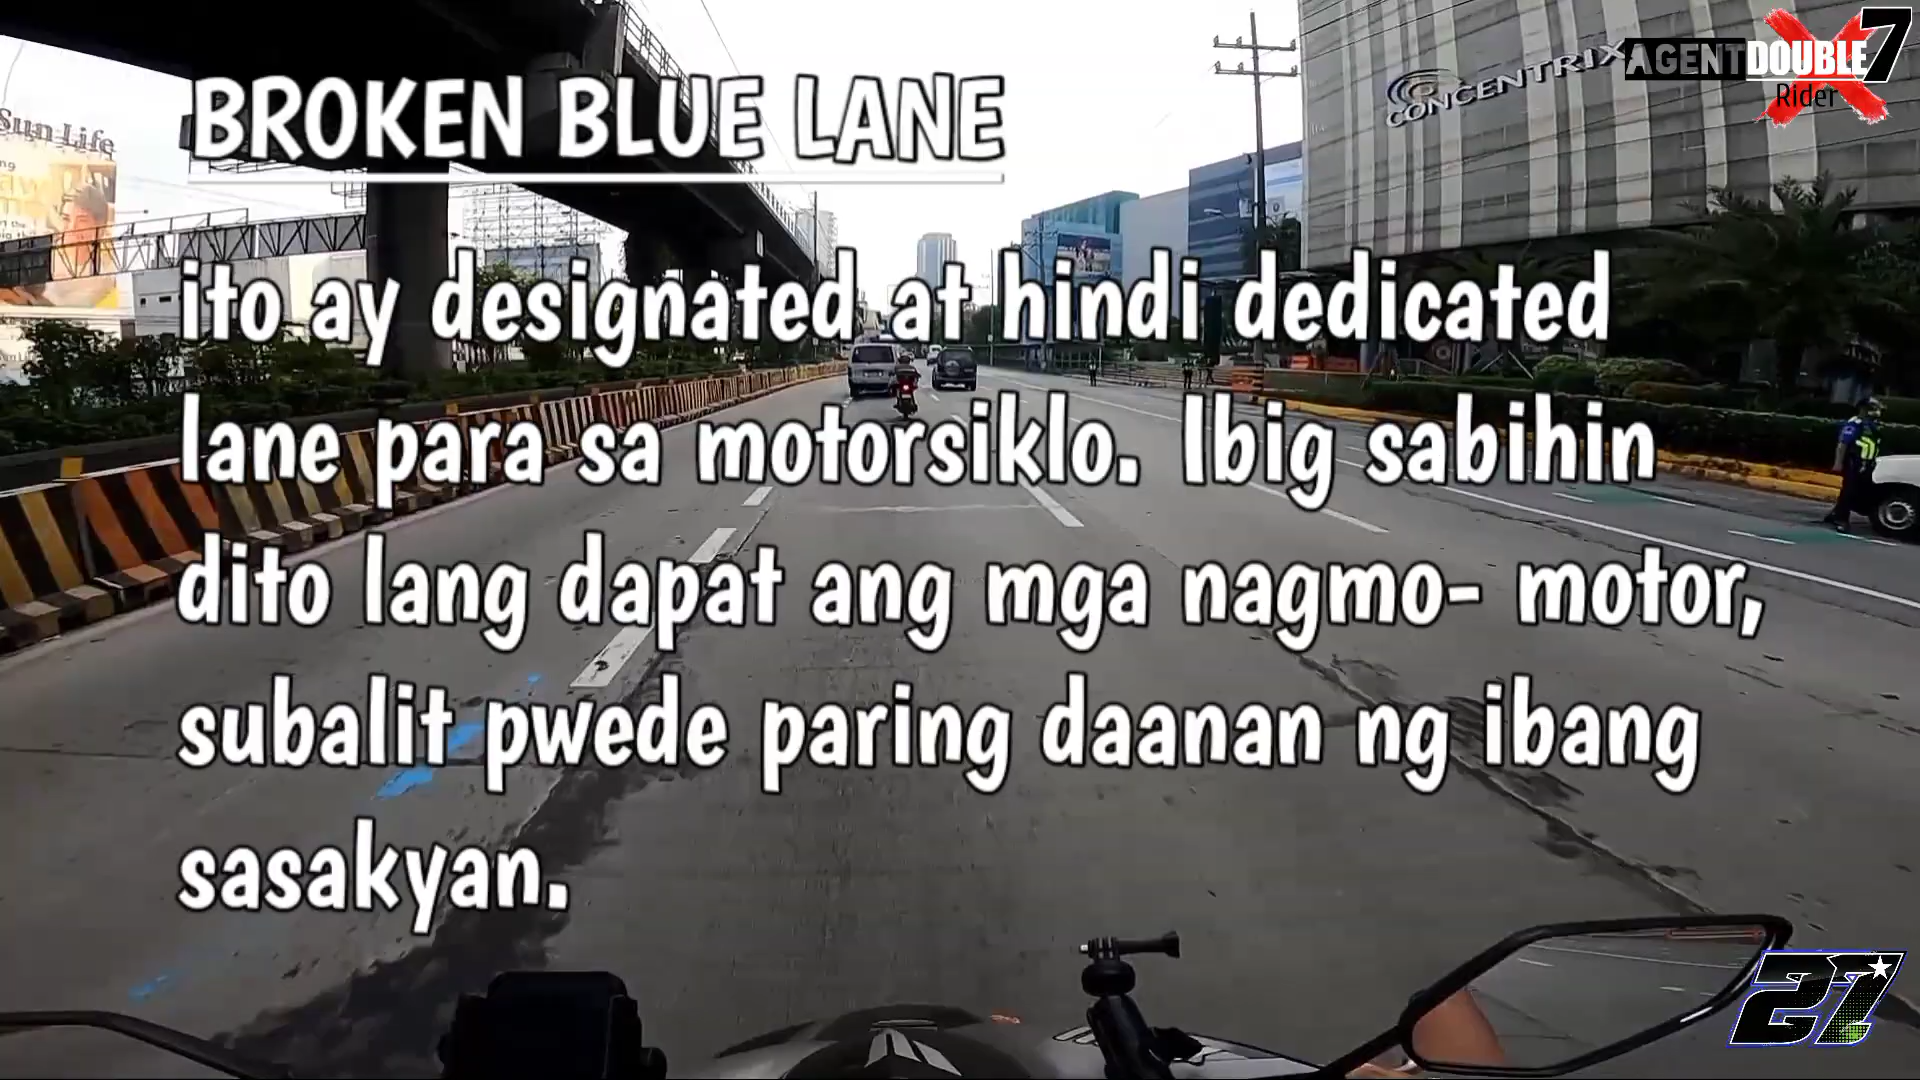 BROKEN BLUE LANE
ito ay designated at hindi dedicated
lane para sa motorsiklo. Ibig sabihin
dito lang dapat ang mga nagmo- motor,
subalit pwede paring daanan ng ibang
sasakyan.
AGENTDOUBLE7
Rider
CONCENTRIX
Sun Life
27